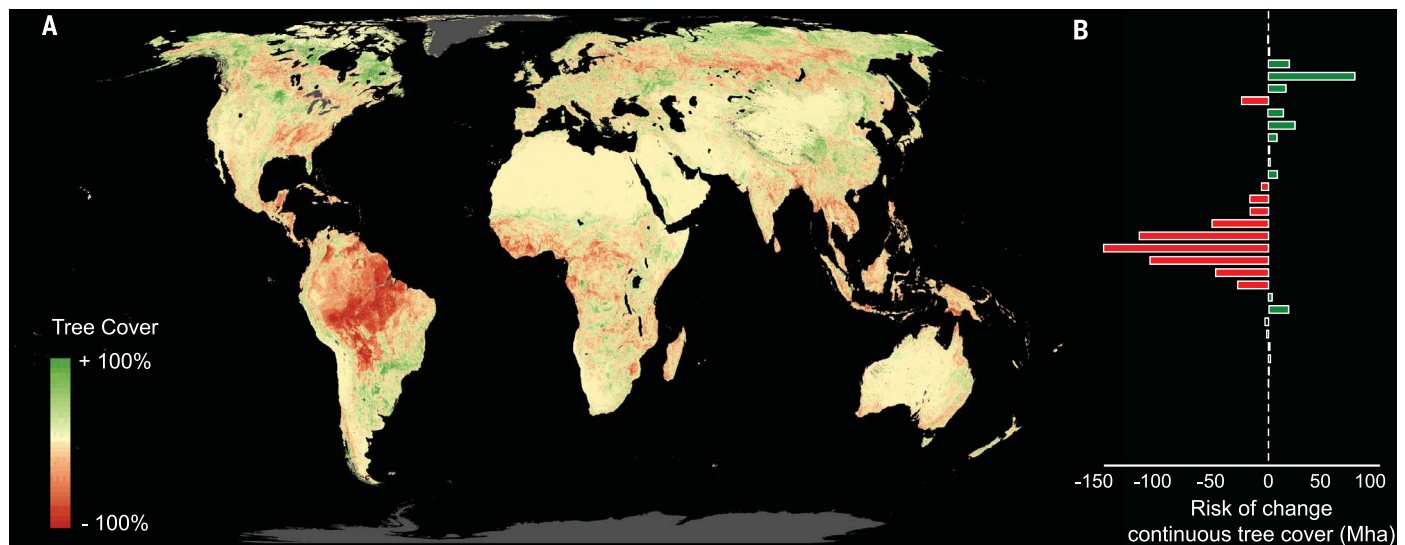 A
B
Tree Cover
+ 100%
- 100%
-150 -100 -50 0 50 100
Risk of change
continuous tree cover (Mha)